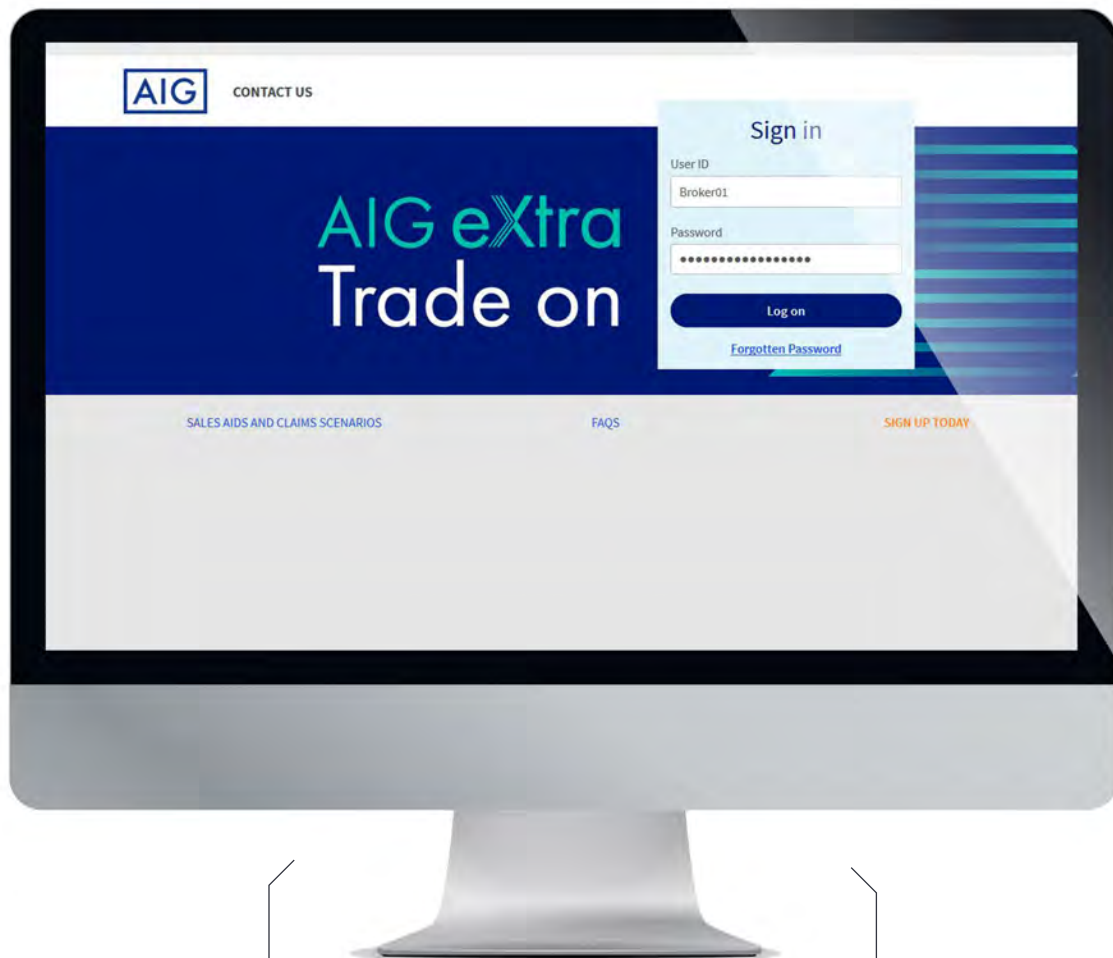 AIG
CONTACT US
Sign in
User ID
Broker01
Password
•••••••••••••••••
Log on
Forgotten Password
AIG eXtra
Trade on
SALES AIDS AND CLAIMS SCENARIOS
FAQS
SIGN UP TODAY